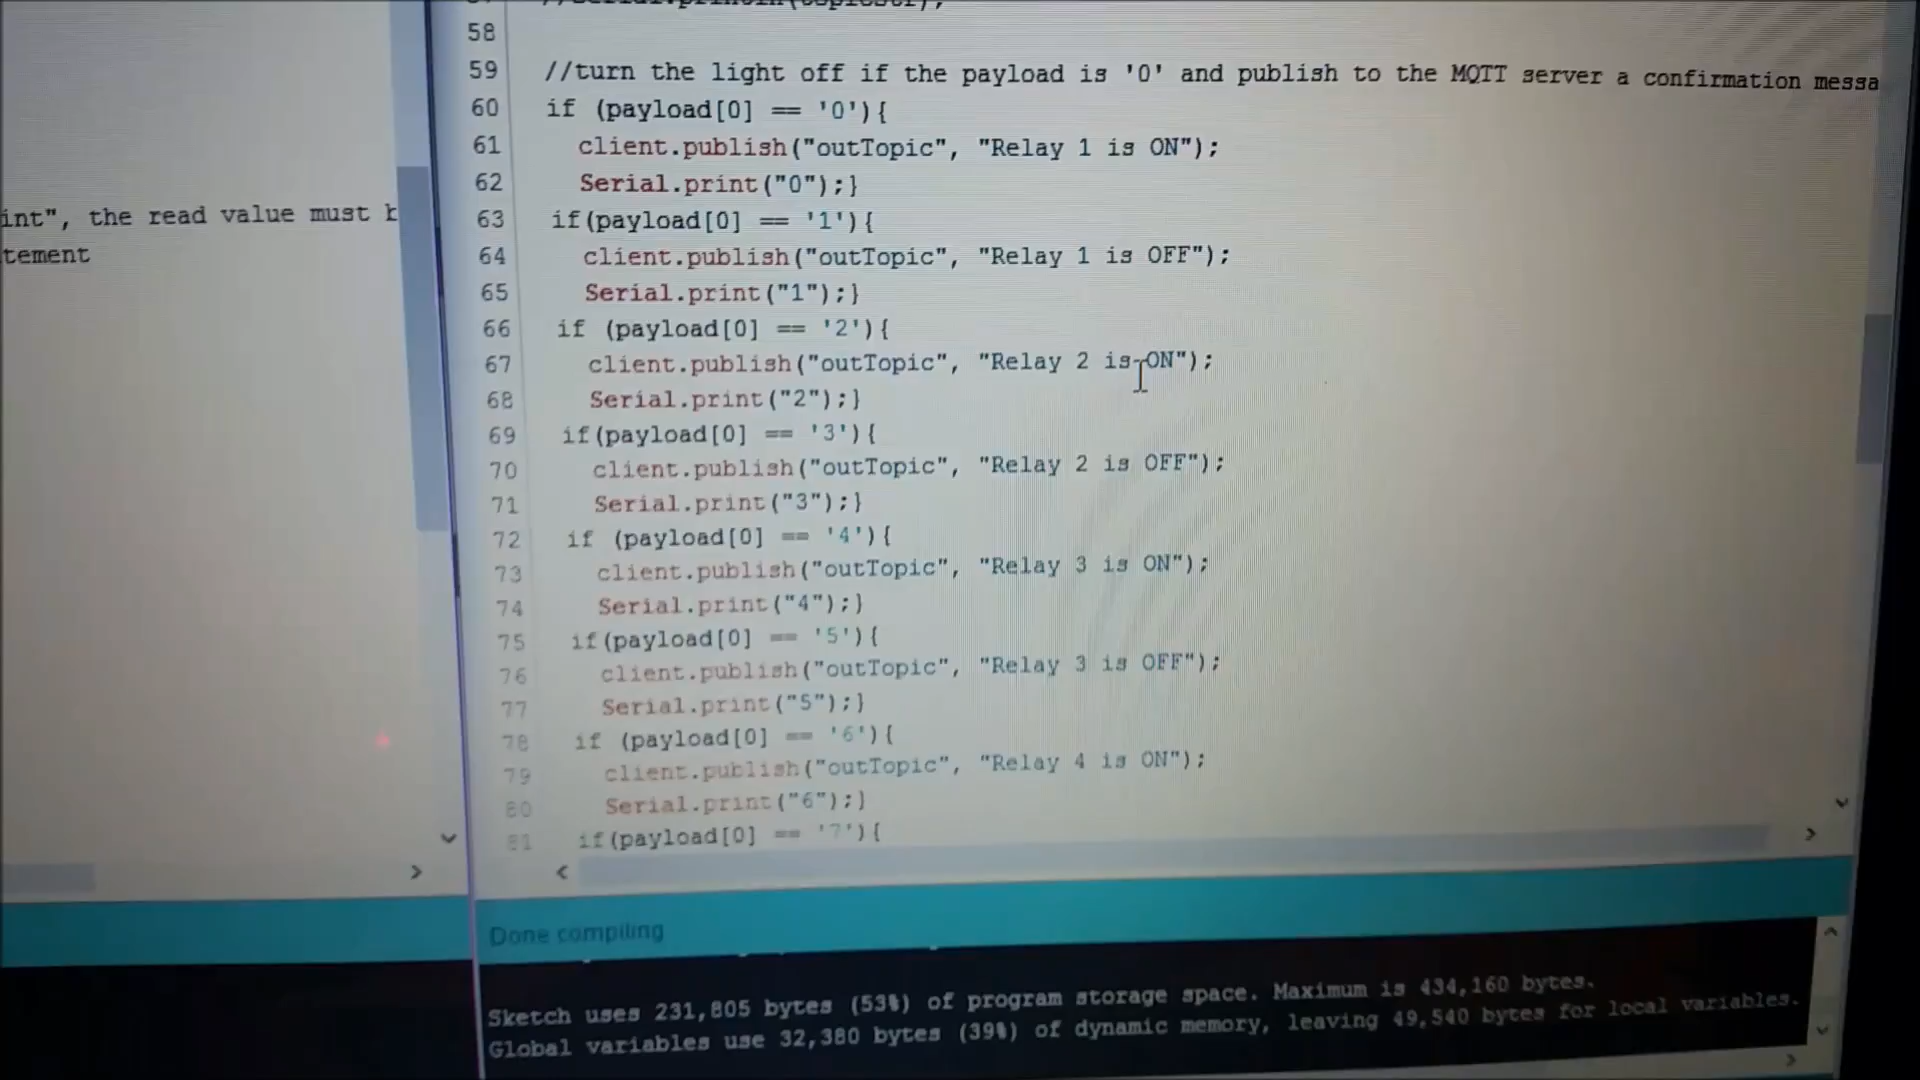 58
59 //turn the light off if the payload is '0' and publish to the MQTT server a confirmation messa
60 if (payload[0] == '0'){
61 client.publish("outTopic", "Relay 1 is ON");
62 Serial.print("0");}
int", the read value must b
63 if(payload[0] == '1'){
tement
64 client.publish("outTopic", "Relay 1 is OFF");
65 Serial.print("1");}
66 if (payload[0] == '2'){
67 client.publish("outTopic", "Relay 2 is ON");
68 Serial.print("2");}
69 if(payload[0] == '3'){
70 client.publish("outTopic", "Relay 2 is OFF");
71 Serial.print("3");}
72 if (payload[0] == '4'){
73 client.publish("outTopic", "Relay 3 is ON");
74 Serial.print("4");}
75 if(payload[0] == '5'){
76 client.publish("outTopic", "Relay 3 is OFF");
77 Serial.print("5");}
78 if (payload[0] == '6'){
79 client.publish("outTopic", "Relay 4 is ON");
80 Serial.print("6");}
81 if(payload[0] == '7'){
Done compiling
Sketch uses 231,805 bytes (53%) of program storage space. Maximum is 434,160 bytes.
Global variables use 32,380 bytes (39%) of dynamic memory, leaving 49,540 bytes for local variables.